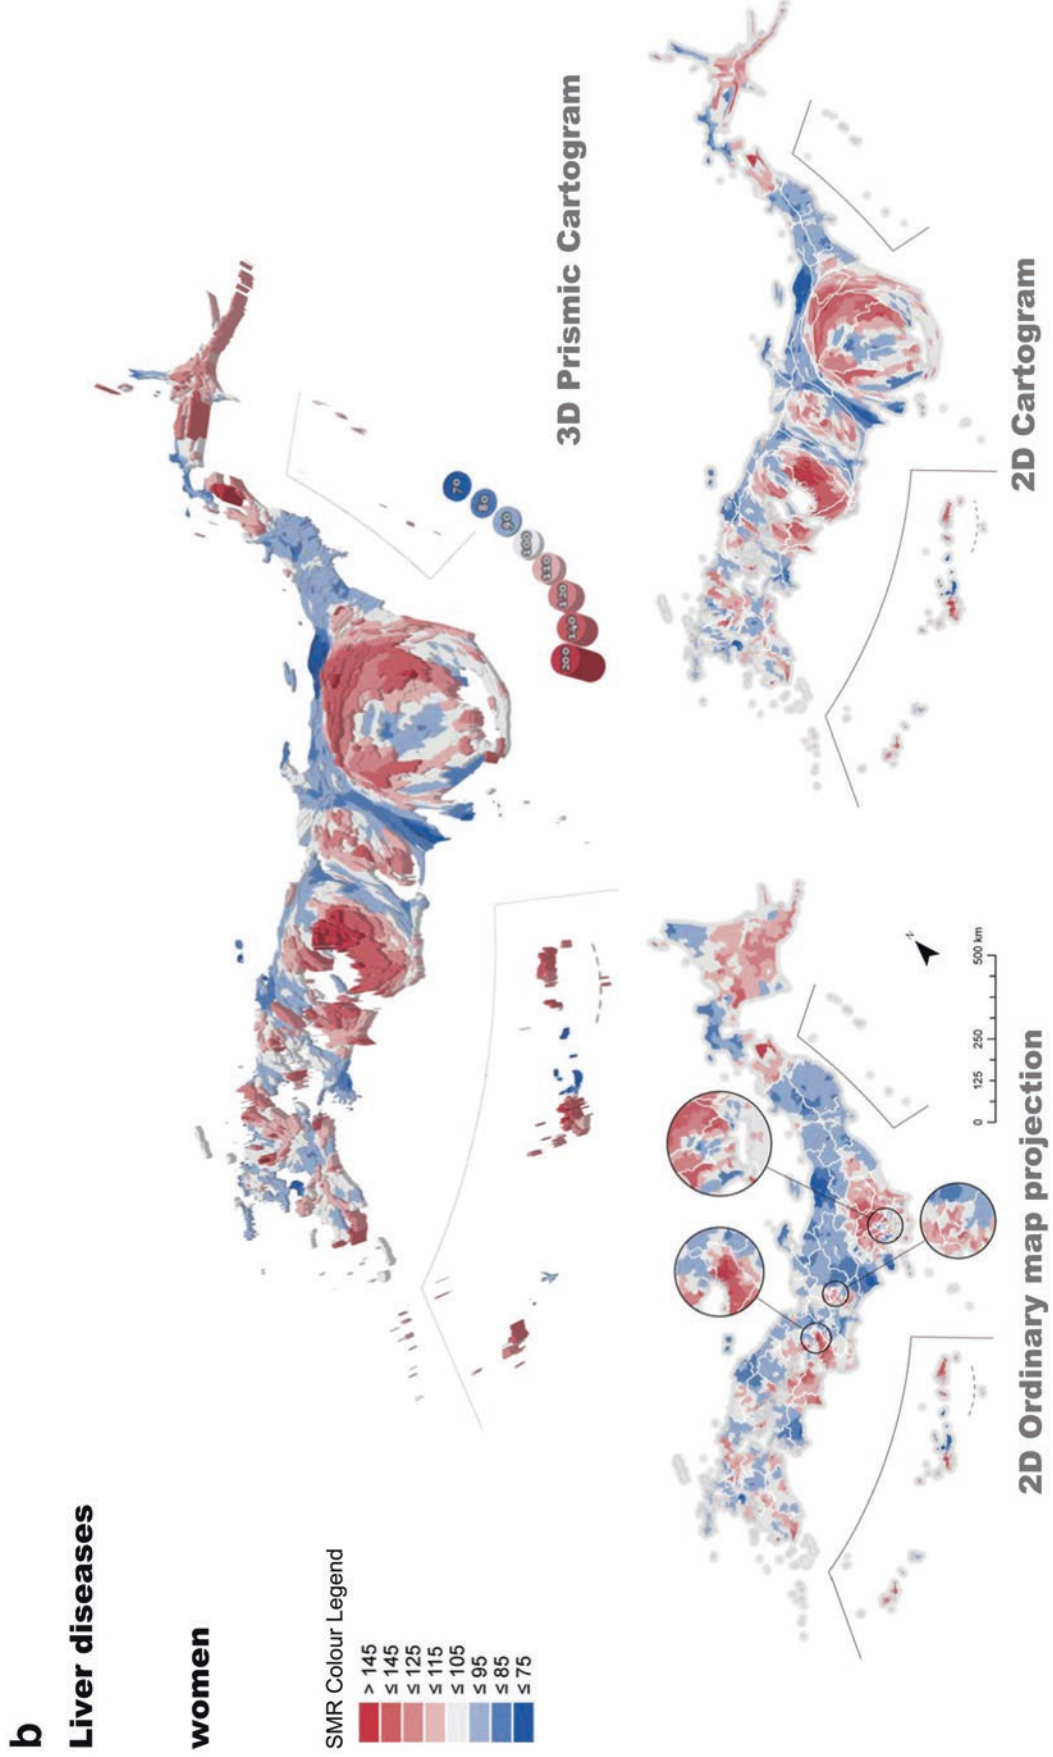 b
Liver diseases
women
SMR Colour Legend
> 145
≤ 145
≤ 125
≤ 115
≤ 105
≤ 95
≤ 85
≤ 75
200
140
120
110
100
90
80
70
3D Prismic Cartogram
N
0 125 250 500 km
2D Ordinary map projection
2D Cartogram